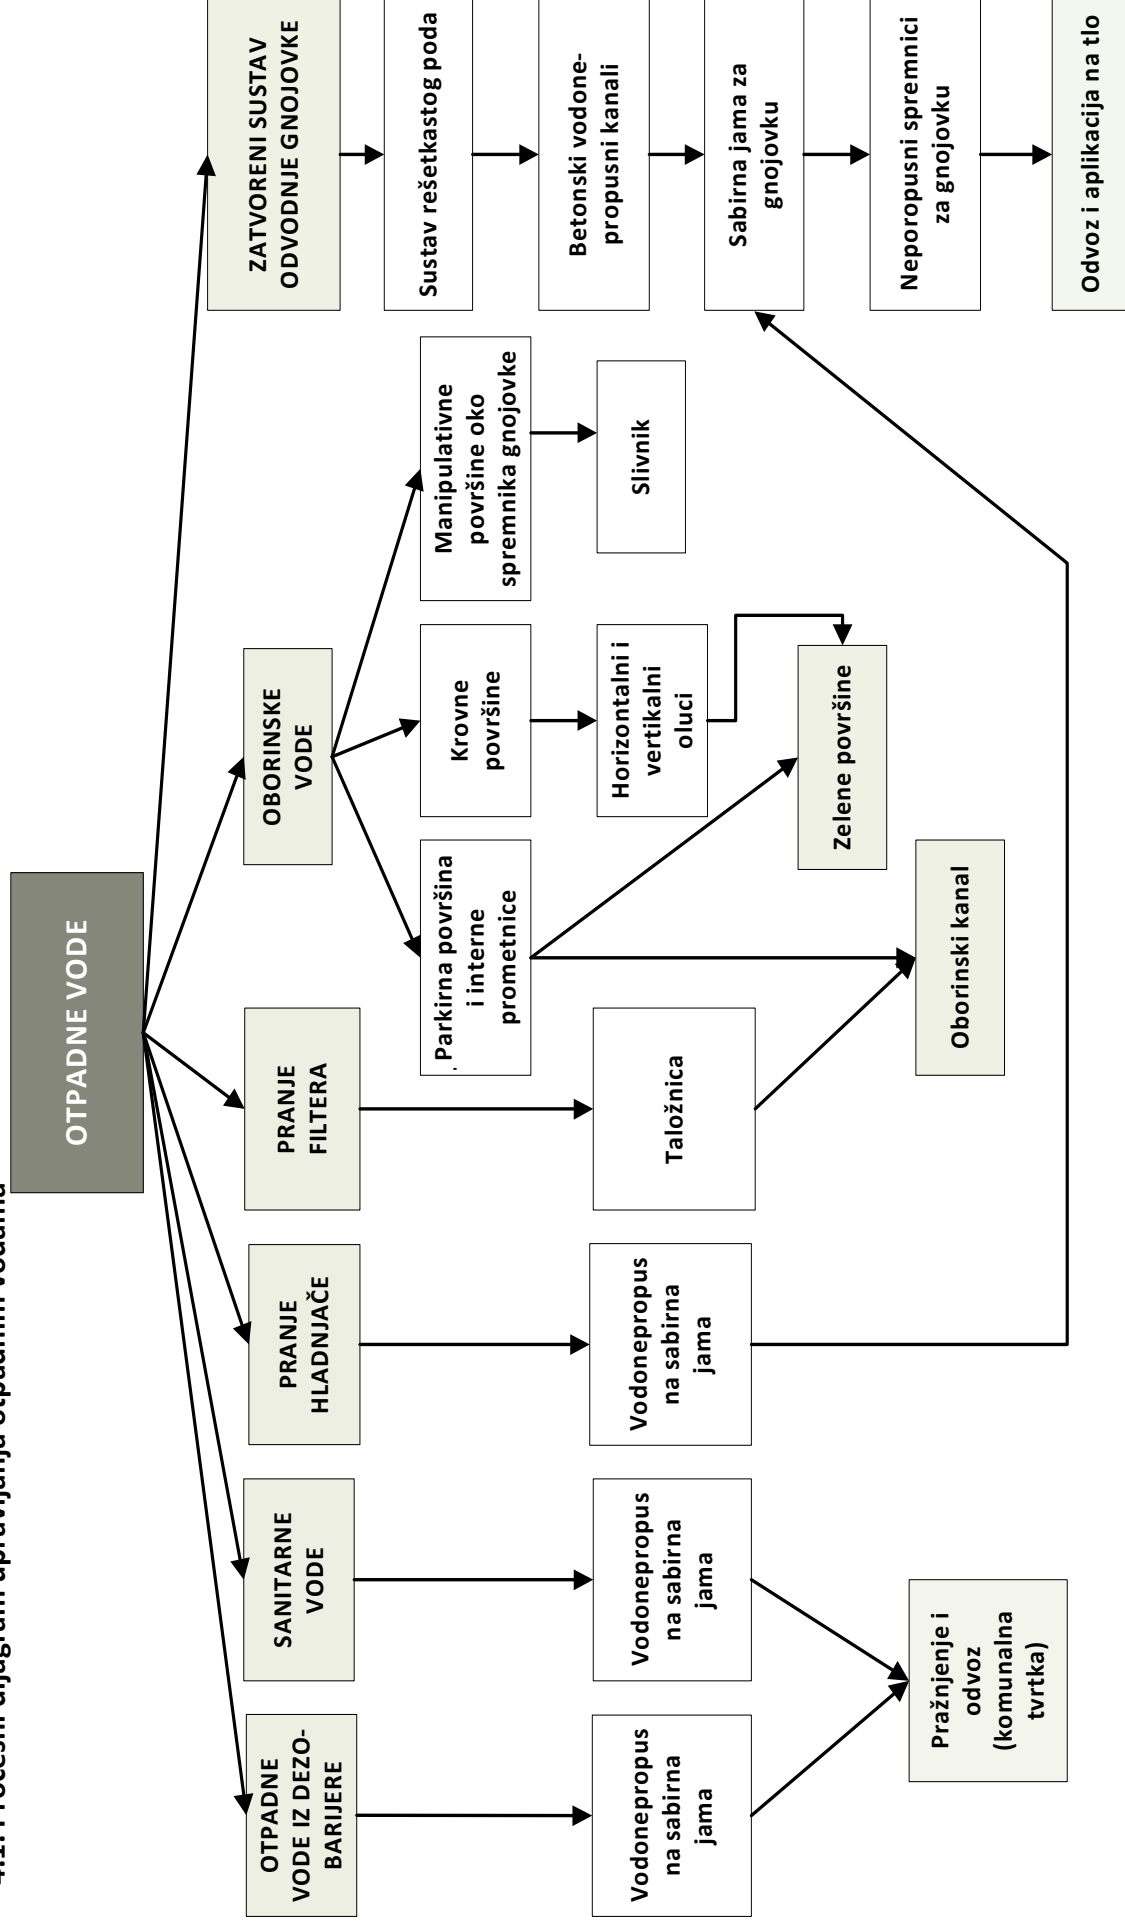 4.1. Procesni dijagram upravljanja otpadnim vodama
OTPADNE VODE
OTPADNE
VODE IZ DEZO-
BARIJERE
SANITARNE
VODE
PRANJE
HLADNJAČE
PRANJE
FILTERA
OBORINSKE
VODE
ZATVORENI SUSTAV
ODVODNJE GNOJOVKE
. Parkirna površina
i interne
prometnice
Krovne
površine
Manipulativne
površine oko
spremnika gnojovke
Sustav rešetkastog poda
Vodonepropus
na sabirna
jama
Vodonepropus
na sabirna
jama
Vodonepropus
na sabirna
jama
Taložnica
Horizontalni i
vertikalni
oluci
Slivnik
Betonski vodone-
propusni kanali
Sabirna jama za
gnojovku
Zelene površine
Neporopusni spremnici
za gnojovku
Pražnjenje i
odvoz
(komunalna
tvrtka)
Oborinski kanal
Odvoz i aplikacija na tlo